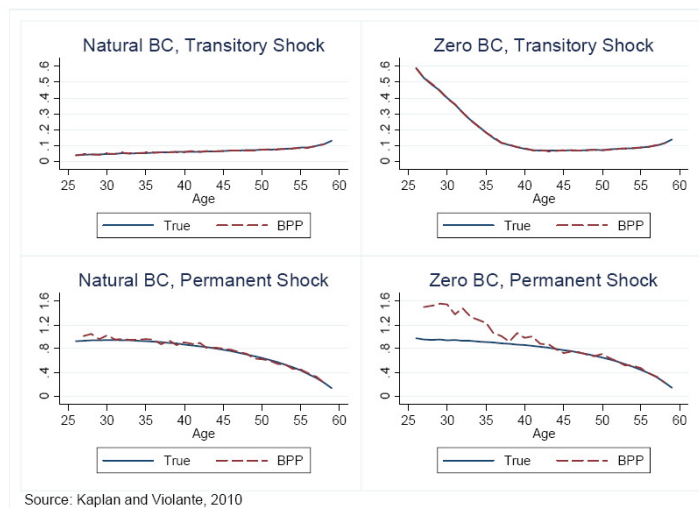 Natural BC, Transitory Shock
0 .1 .2 .3 .4 .5 .6
25 30 35 40 45 50 55 60
Age
True BPP
Zero BC, Transitory Shock
0 .1 .2 .3 .4 .5 .6
25 30 35 40 45 50 55 60
Age
True BPP
Natural BC, Permanent Shock
0 .4 .8 1.2 1.6
25 30 35 40 45 50 55 60
Age
True BPP
Zero BC, Permanent Shock
0 .4 .8 1.2 1.6
25 30 35 40 45 50 55 60
Age
True BPP
Source: Kaplan and Violante, 2010